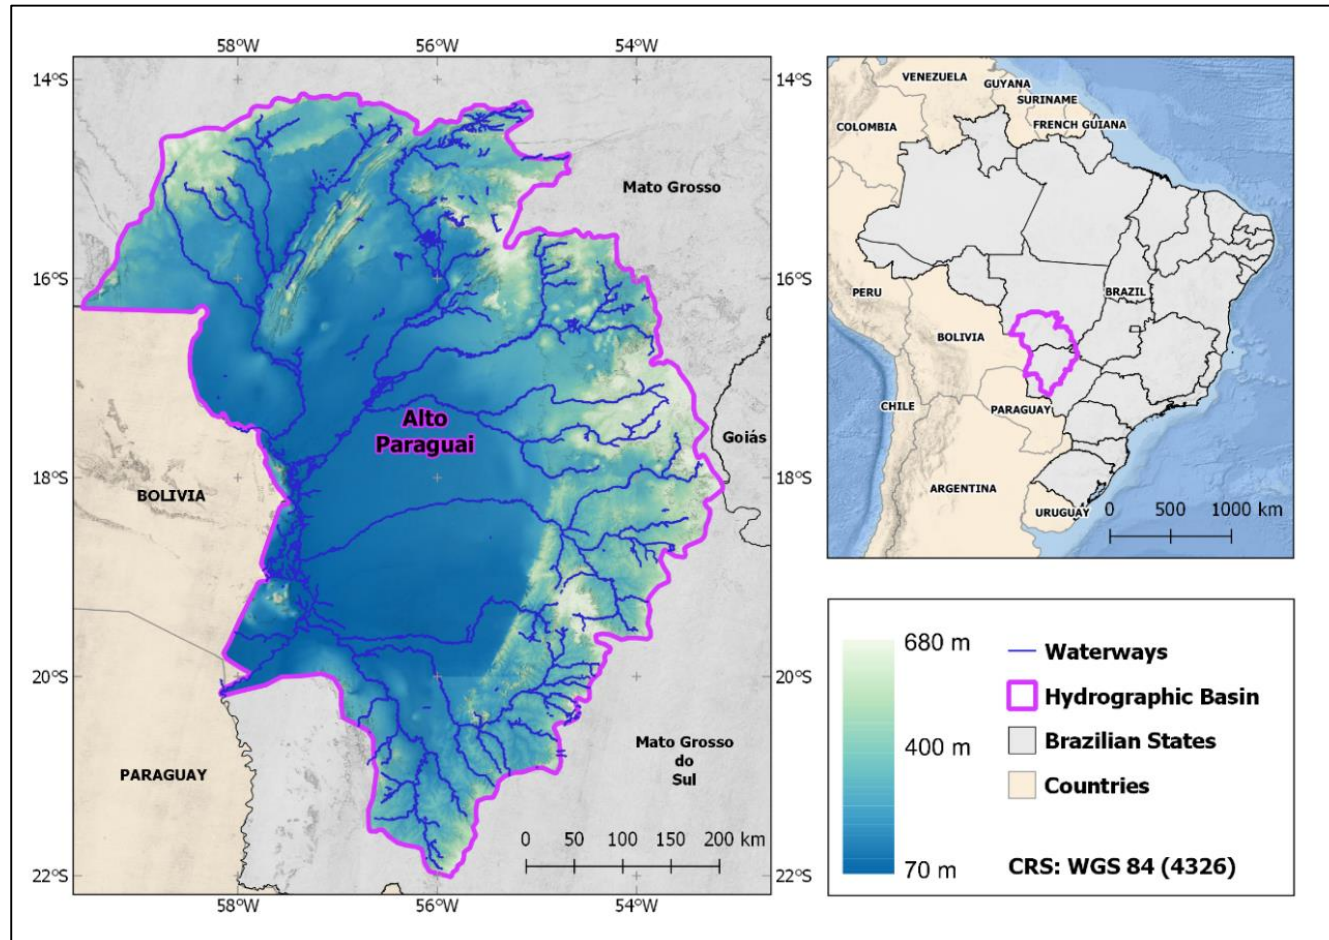 58°W
56°W
54°W
14°S
14°S
16°S
16°S
18°S
18°S
20°S
20°S
22°S
22°S
Mato Grosso
Alto
Paraguai
Goiás
BOLIVIA
PARAGUAY
Mato Grosso
do
Sul
0 50 100 150 200 km
58°W
56°W
54°W
VENEZUELA
GUYANA
SURINAME
FRENCH GUIANA
COLOMBIA
PERU
BRAZIL
BOLIVIA
CHILE
PARAGUAY
ARGENTINA
URUGUAY
0 500 1000 km
680 m
400 m
70 m
Waterways
Hydrographic Basin
Brazilian States
Countries
CRS: WGS 84 (4326)